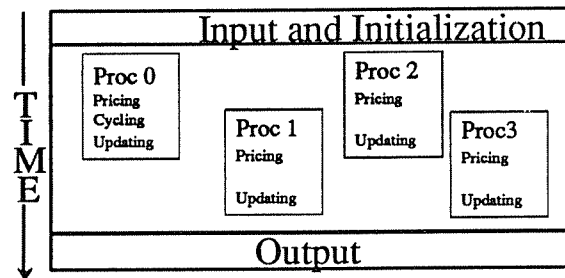 TIME
Input and Initialization
Proc 0
Pricing
Cycling
Updating
Proc 1
Pricing
Updating
Proc 2
Pricing
Updating
Proc3
Pricing
Updating
Output